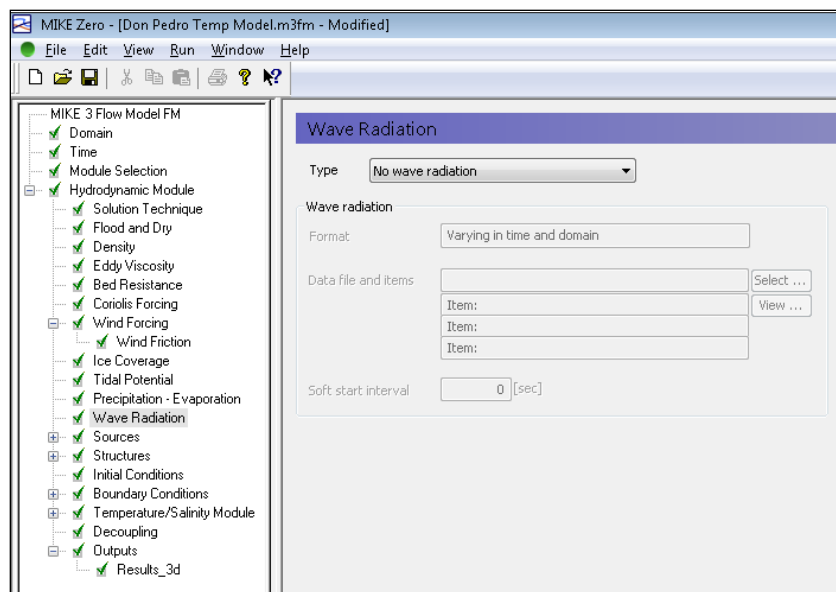 MIKE Zero - [Don Pedro Temp Model.m3fm - Modified]
File Edit View Run Window Help
MIKE 3 Flow Model FM
Domain
Time
Module Selection
Hydrodynamic Module
Solution Technique
Flood and Dry
Density
Eddy Viscosity
Bed Resistance
Coriolis Forcing
Wind Forcing
Wind Friction
Ice Coverage
Tidal Potential
Precipitation - Evaporation
Wave Radiation
Sources
Structures
Initial Conditions
Boundary Conditions
Temperature/Salinity Module
Decoupling
Outputs
Results_3d
Wave Radiation
Type No wave radiation
Wave radiation
Format Varying in time and domain
Data file and items Select ...
Item: View ...
Item:
Item:
Soft start interval 0 [sec]